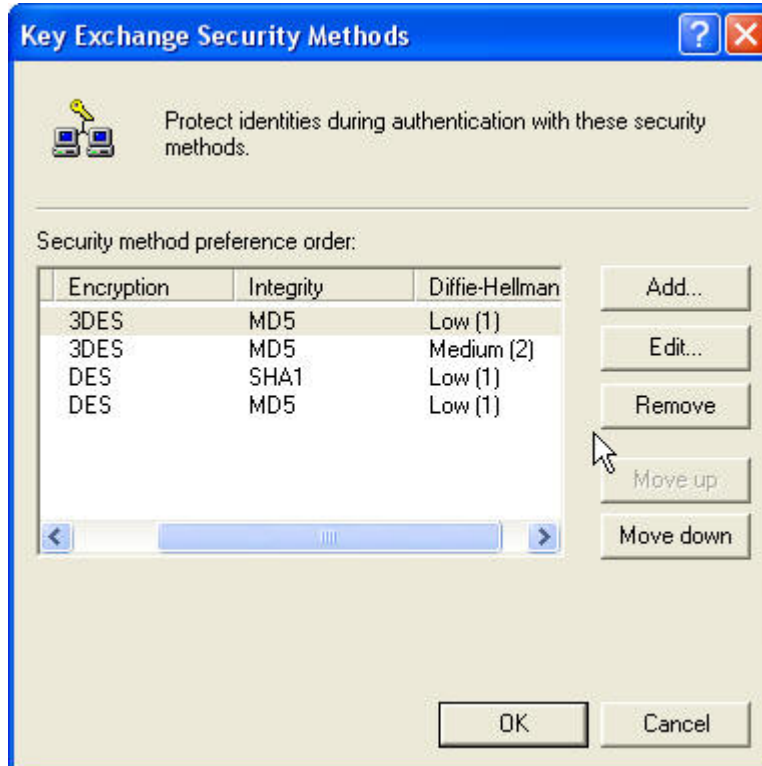 Key Exchange Security Methods
Protect identities during authentication with these security
methods.
Security method preference order:
Encryption Integrity Diffie-Hellman
3DES MD5 Low (1)
3DES MD5 Medium (2)
DES SHA1 Low (1)
DES MD5 Low (1)
Add...
Edit...
Remove
Move up
Move down
OK Cancel